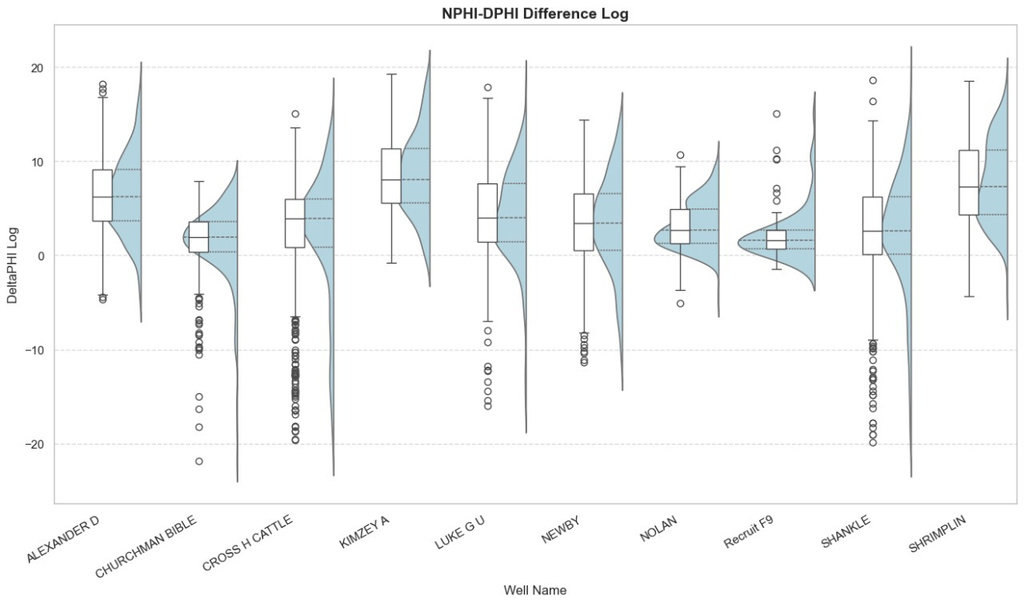 NPHI-DPHI Difference Log
20
10
0
−10
−20
DeltaPHI Log
ALEXANDER D
CHURCHMAN BIBLE
CROSS H CATTLE
KIMZEY A
LUKE G U
NEWBY
NOLAN
Recruit F9
SHANKLE
SHRIMPLIN
Well Name